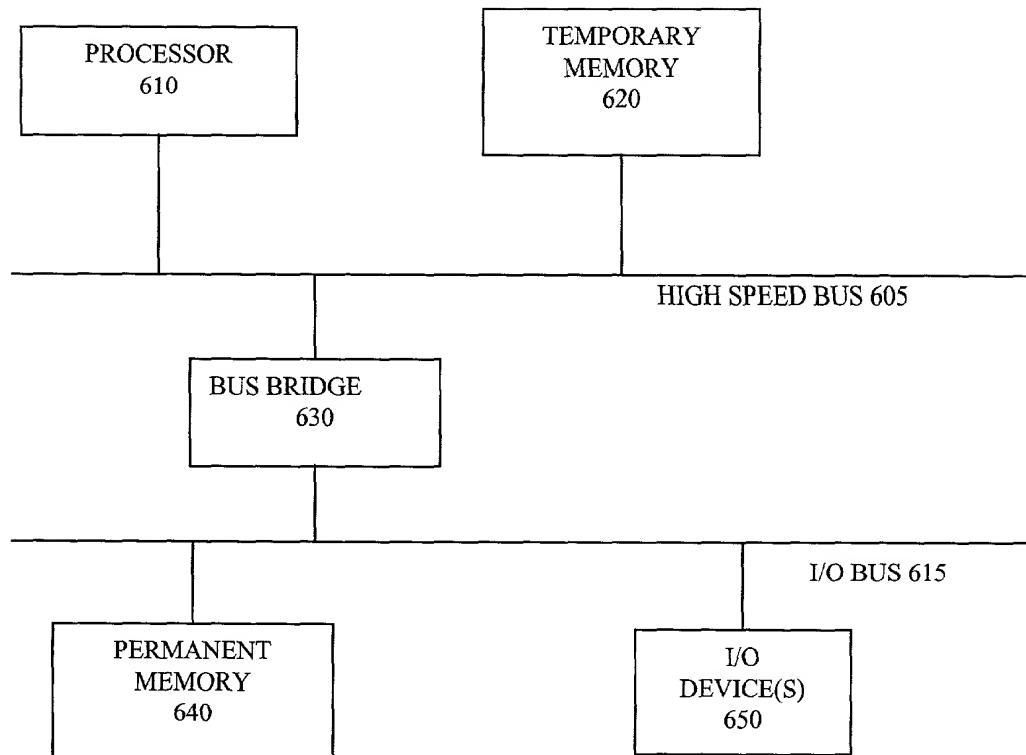 PROCESSOR
610
TEMPORARY
MEMORY
620
HIGH SPEED BUS 605
BUS BRIDGE
630
I/O BUS 615
PERMANENT
MEMORY
640
I/O
DEVICE(S)
650